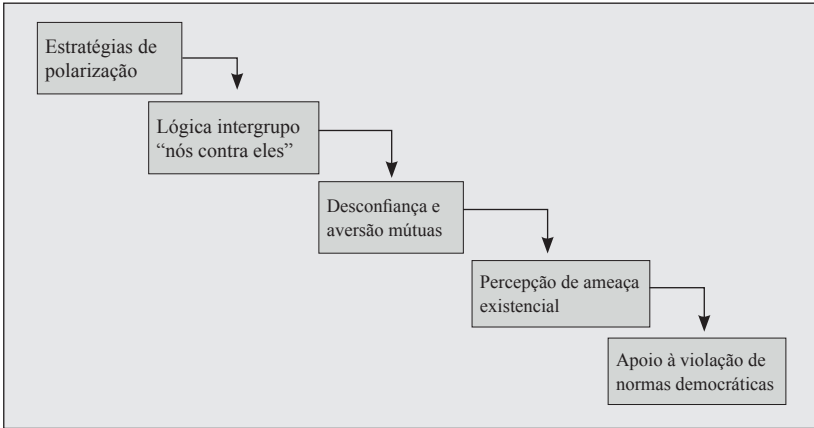 Estratégias de
polarização
Lógica intergrupo
“nós contra eles”
Desconfiança e
aversão mútuas
Percepção de ameaça
existencial
Apoio à violação de
normas democráticas